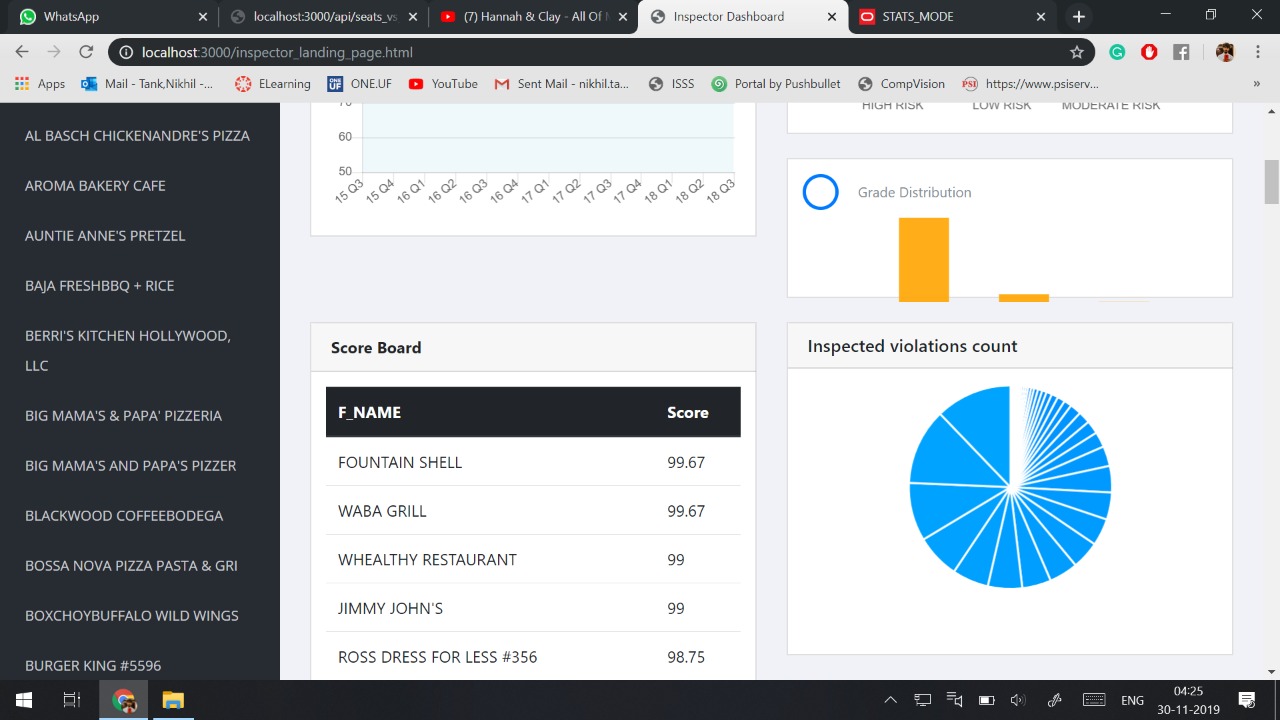 WhatsApp
localhost:3000/api/seats_vs
(7) Hannah & Clay - All Of M
Inspector Dashboard
STATS_MODE
localhost:3000/inspector_landing_page.html
Apps
Mail - Tank,Nikhil -...
ELearning
ONE.UF
YouTube
Sent Mail - nikhil.ta...
ISSS
Portal by Pushbullet
CompVision
https://www.psiserv...
»
AL BASCH CHICKENANDRE'S PIZZA
AROMA BAKERY CAFE
AUNTIE ANNE'S PRETZEL
BAJA FRESHBBQ + RICE
BERRI'S KITCHEN HOLLYWOOD,
LLC
BIG MAMA'S & PAPA' PIZZERIA
BIG MAMA'S AND PAPA'S PIZZER
BLACKWOOD COFFEEBODEGA
BOSSA NOVA PIZZA PASTA & GRI
BOXCHOYBUFFALO WILD WINGS
BURGER KING #5596
70
60
50
15 Q3 15 Q4 16 Q1 16 Q2 16 Q3 16 Q4 17 Q1 17 Q2 17 Q3 17 Q4 18 Q1 18 Q2 18 Q3
HIGH RISK LOW RISK MODERATE RISK
Grade Distribution
Score Board
F_NAME Score
FOUNTAIN SHELL 99.67
WABA GRILL 99.67
WHEALTHY RESTAURANT 99
JIMMY JOHN'S 99
ROSS DRESS FOR LESS #356 98.75
Inspected violations count
ENG
04:25
30-11-2019